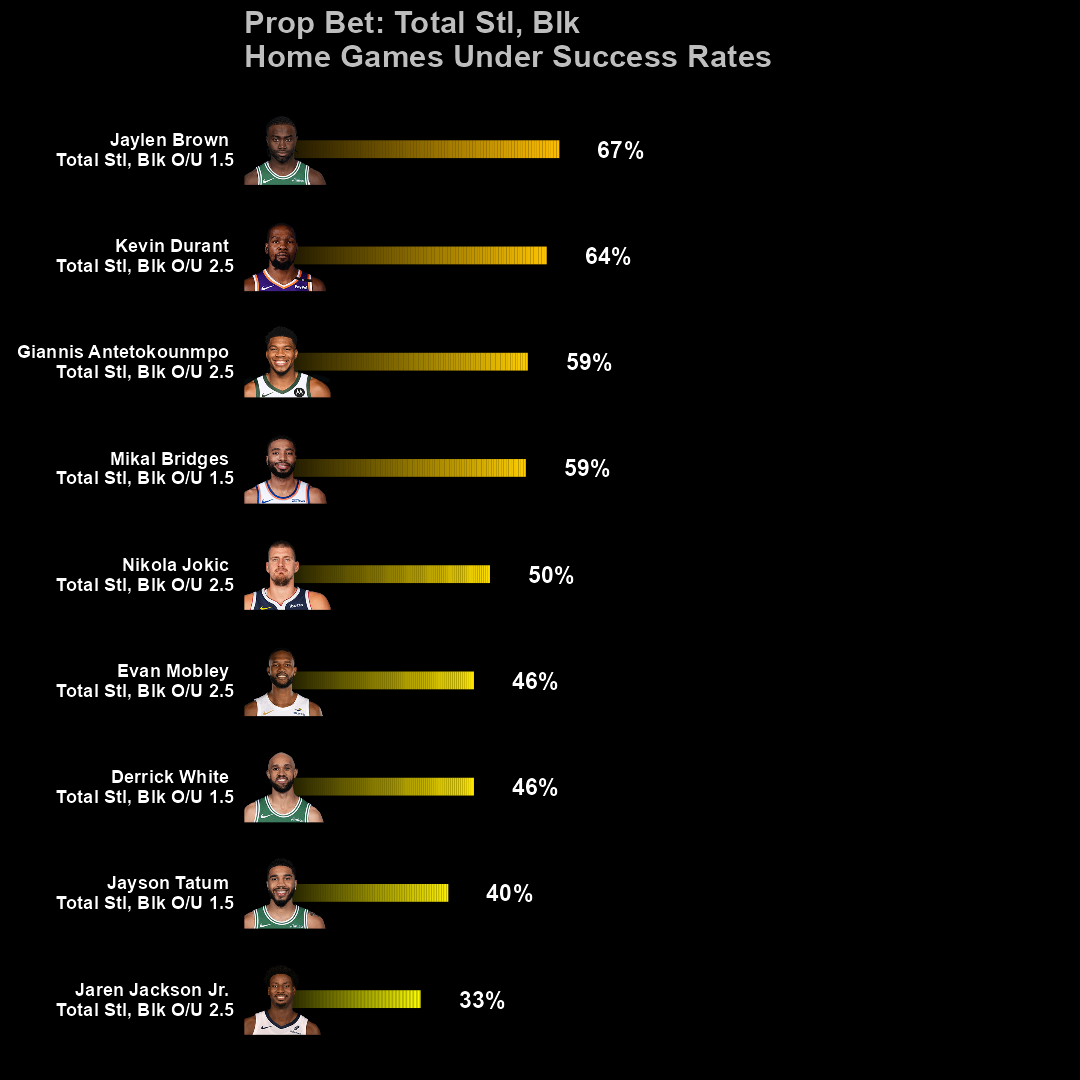 Prop Bet: Total Stl, Blk
Home Games Under Success Rates
Jaylen Brown
Total Stl, Blk O/U 1.5
67%
Kevin Durant
Total Stl, Blk O/U 2.5
64%
Giannis Antetokounmpo
Total Stl, Blk O/U 2.5
59%
Mikal Bridges
Total Stl, Blk O/U 1.5
59%
Nikola Jokic
Total Stl, Blk O/U 2.5
50%
Evan Mobley
Total Stl, Blk O/U 2.5
46%
Derrick White
Total Stl, Blk O/U 1.5
46%
Jayson Tatum
Total Stl, Blk O/U 1.5
40%
Jaren Jackson Jr.
Total Stl, Blk O/U 2.5
33%